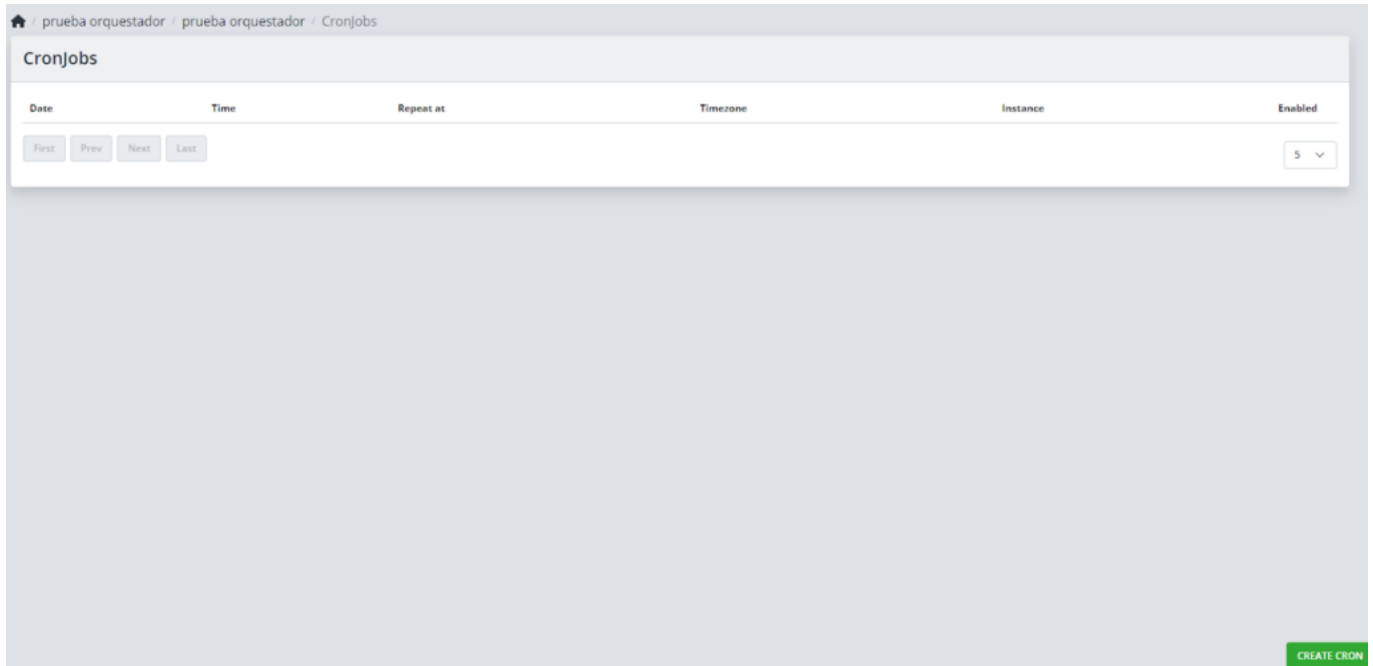 / prueba orquestador / prueba orquestador / CronJobs
CronJobs
Date Time Repeat at Timezone Instance Enabled
First Prev Next Last 5
CREATE CRON